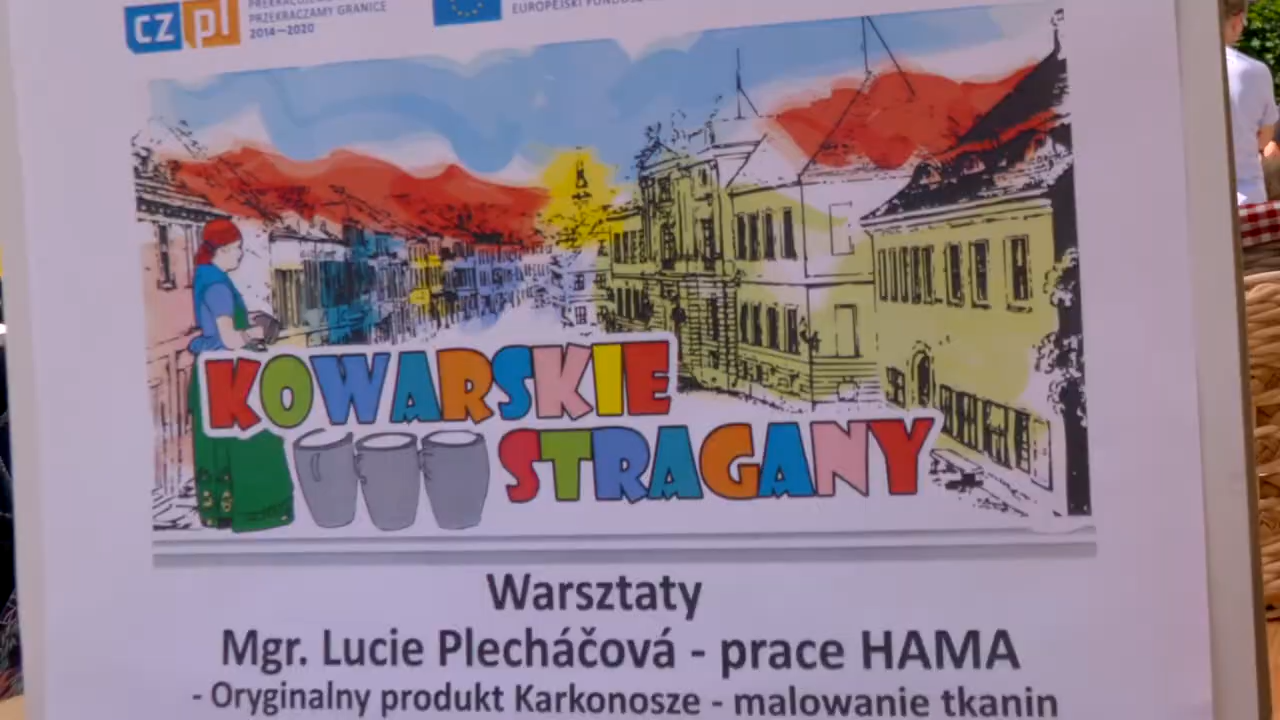 PRZEKRACZAMY GRANICE
2014—2020
EUROPEJSKI
cz pl
KOWARSKIE
STRAGANY
Warsztaty
Mgr. Lucie Plecháčová - prace HAMA
- Oryginalny produkt Karkonosze - malowanie tkanin